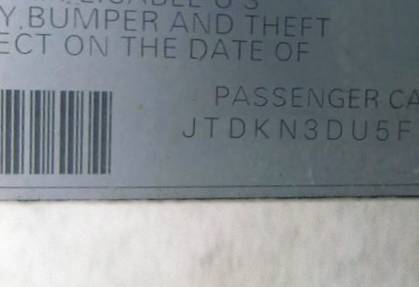 Y,BUMPER AND THEFT
ECT ON THE DATE OF
PASSENGER CA
JTDKN3DU5F